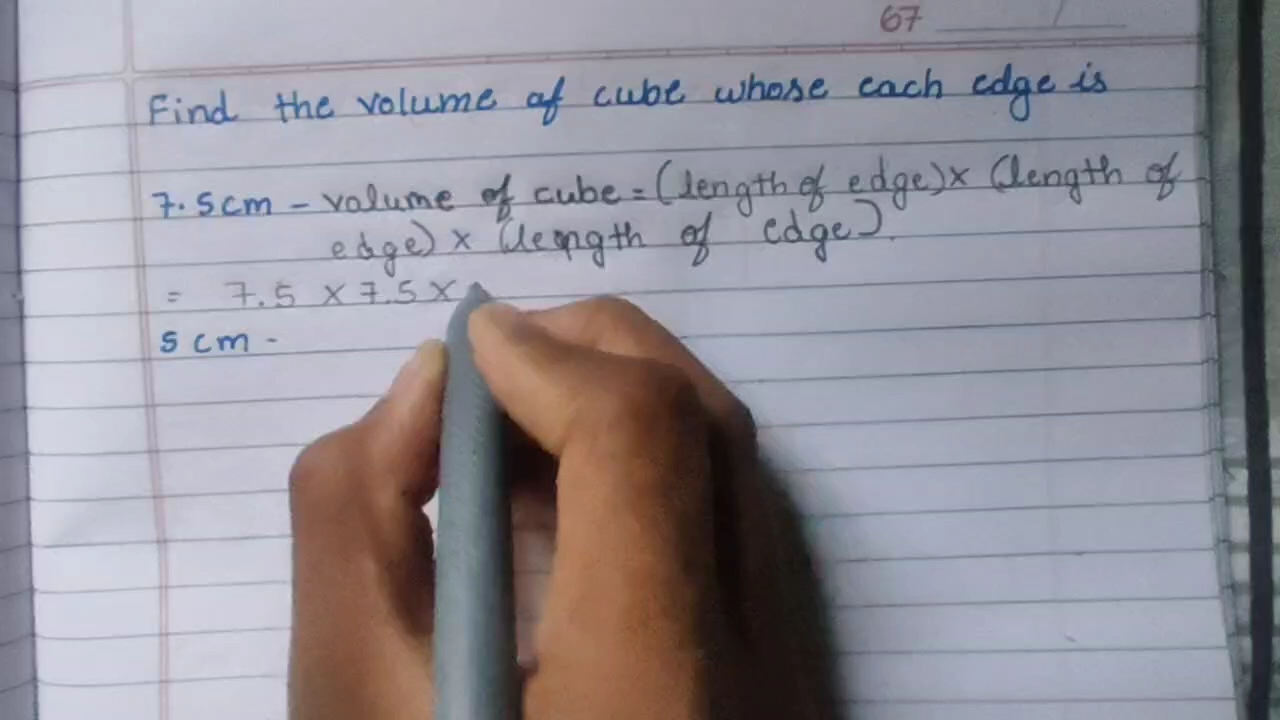 67
Find the volume of cube whose each edge is
7.5cm - volume of cube = (length of edge) x (length of
edge) x (length of edge).
= 7.5 x 7.5 x
5 cm -